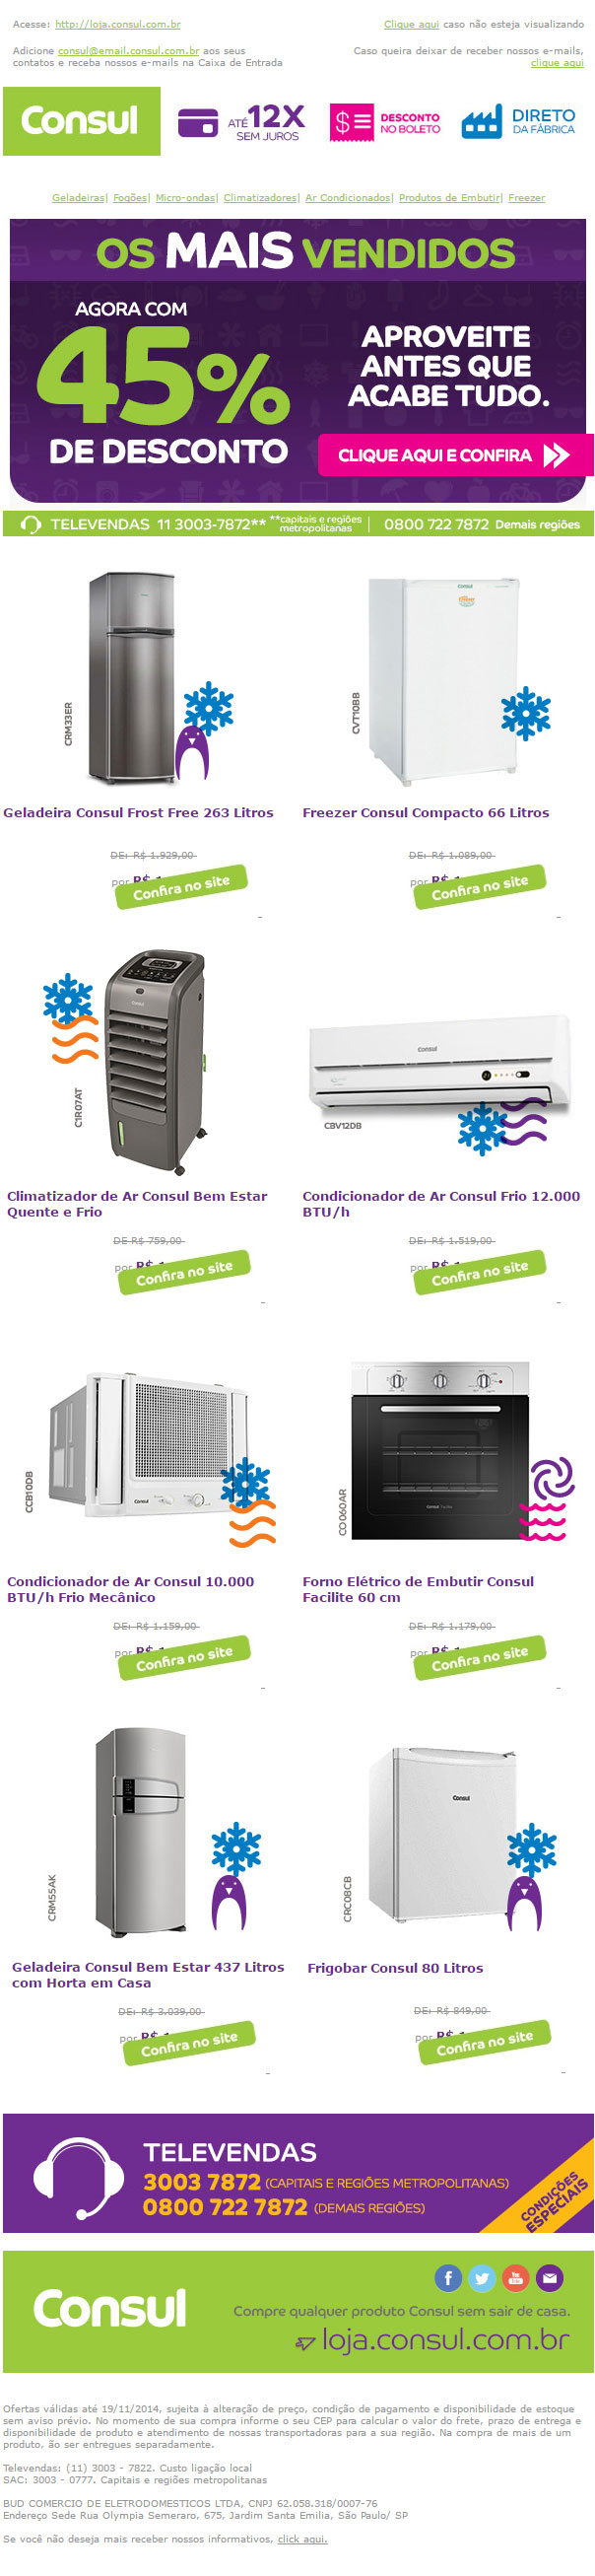 Acesse: http://loja.consul.com.br
Clique aqui caso não esteja visualizando
Adicione consul@email.consul.com.br aos seus
contatos e receba nossos e-mails na Caixa de Entrada
Caso queira deixar de receber nossos e-mails,
clique aqui
Consul
ATÉ 12X
SEM JUROS
DESCONTO
NO BOLETO
DIRETO
DA FÁBRICA
Geladeiras| Fogões| Micro-ondas| Climatizadores| Ar Condicionados| Produtos de Embutir| Freezer
OS MAIS VENDIDOS
AGORA COM
45%
DE DESCONTO
APROVEITE
ANTES QUE
ACABE TUDO.
CLIQUE AQUI E CONFIRA
TELEVENDAS 11 3003-7872** **capitais e regiões metropolitanas | 0800 722 7872 Demais regiões
CRM33ER
Consul
CVT10BB
Geladeira Consul Frost Free 263 Litros
Freezer Consul Compacto 66 Litros
DE: R$ 1.929,00
DE: R$ 1.089,00
por R$
Confira no site
por R$
Confira no site
Consul
C1R07AT
Consul
CBV12DB
Climatizador de Ar Consul Bem Estar
Quente e Frio
Condicionador de Ar Consul Frio 12.000
BTU/h
DE R$ 759,00
DE: R$ 1.519,00
por R$
Confira no site
por R$
Confira no site
CCB10DB
Consul
CO060AR
Condicionador de Ar Consul 10.000
BTU/h Frio Mecânico
Forno Elétrico de Embutir Consul
Facilite 60 cm
DE: R$ 1.159,00
DE: R$ 1.179,00
por R$
Confira no site
por R$
Confira no site
CRM55AK
Consul
CRC08CB
Geladeira Consul Bem Estar 437 Litros
com Horta em Casa
Frigobar Consul 80 Litros
DE: R$ 3.039,00
DE: R$ 849,00
por R$
Confira no site
por R$
Confira no site
TELEVENDAS
3003 7872 (CAPITAIS E REGIÕES METROPOLITANAS)
0800 722 7872 (DEMAIS REGIÕES)
CONDIÇÕES
ESPECIAIS
Consul
Compre qualquer produto Consul sem sair de casa.
loja.consul.com.br
Ofertas válidas até 19/11/2014, sujeita à alteração de preço, condição de pagamento e disponibilidade de estoque
sem aviso prévio. No momento de sua compra informe o seu CEP para calcular o valor do frete, prazo de entrega e
disponibilidade de produto e atendimento de nossas transportadoras para a sua região. Na compra de mais de um
produto, ão ser entregues separadamente.
Televendas: (11) 3003 - 7822. Custo ligação local
SAC: 3003 - 0777. Capitais e regiões metropolitanas
BUD COMERCIO DE ELETRODOMESTICOS LTDA, CNPJ 62.058.318/0007-76
Endereço Sede Rua Olympia Semeraro, 675, Jardim Santa Emilia, São Paulo/ SP
Se você não deseja mais receber nossos informativos, click aqui.